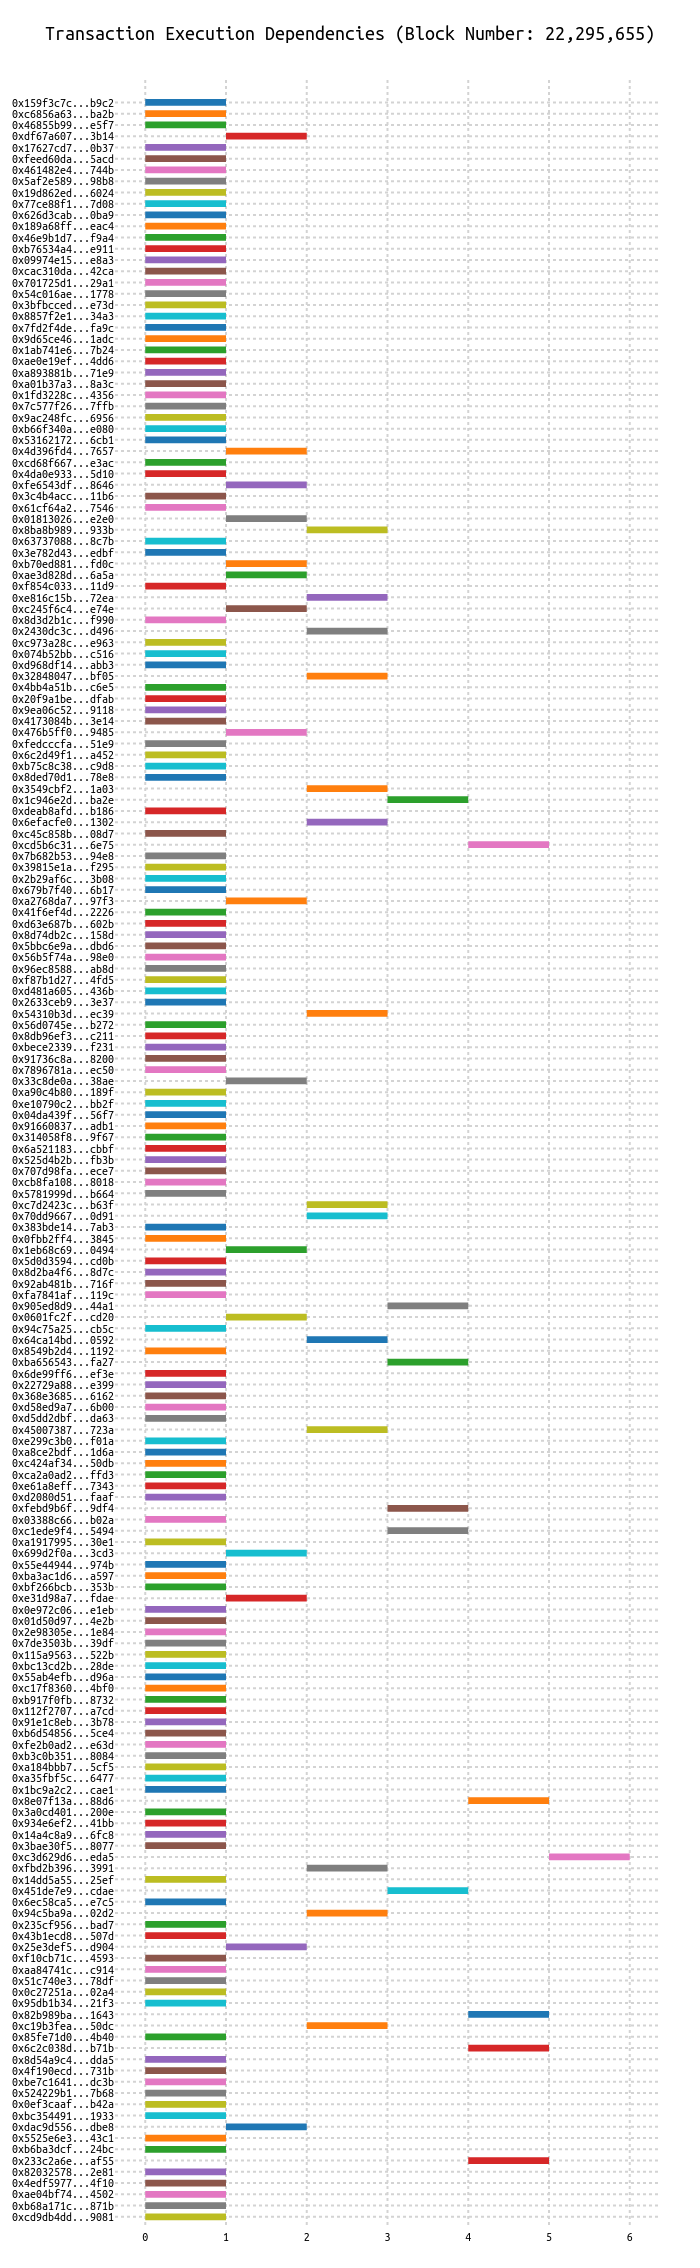 Transaction Execution Dependencies (Block Number: 22,295,655)
0x159f3c7c...b9c2
0xc6856a63...ba2b
0x46855b99...e5f7
0xdf67a607...3b14
0x17627cd7...0b37
0xfeed60da...5acd
0x461482e4...744b
0x5af2e589...98b8
0x19d862ed...6024
0x77ce88f1...7d08
0x626d3cab...0ba9
0x189a68ff...eac4
0x46e9b1d7...f9a4
0xb76534a4...e911
0x09974e15...e8a3
0xcac310da...42ca
0x701725d1...29a1
0x54c016ae...1778
0x3bfbcced...e73d
0x8857f2e1...34a3
0x7fd2f4de...fa9c
0x9d65ce46...1adc
0x1ab741e6...7b24
0xae0e19ef...4dd6
0xa893881b...71e9
0xa01b37a3...8a3c
0x1fd3228c...4356
0x7c577f26...7ffb
0x9ac248fc...6956
0xb66f340a...e080
0x53162172...6cb1
0x4d396fd4...7657
0xcd68f667...e3ac
0x4da0e933...5d10
0xfe6543df...8646
0x3c4b4acc...11b6
0x61cf64a2...7546
0x01813026...e2e0
0x8ba8b989...933b
0x63737088...8c7b
0x3e782d43...edbf
0xb70ed881...fd0c
0xae3d828d...6a5a
0xf854c033...11d9
0xe816c15b...72ea
0xc245f6c4...e74e
0x8d3d2b1c...f990
0x2430dc3c...d496
0xc973a28c...e963
0x074b52bb...c516
0xd968df14...abb3
0x32848047...bf05
0x4bb4a51b...c6e5
0x20f9a1be...dfab
0x9ea06c52...9118
0x4173084b...3e14
0x476b5ff0...9485
0xfedcccfa...51e9
0x6c2d49f1...a452
0xb75c8c38...c9d8
0x8ded70d1...78e8
0x3549cbf2...1a03
0x1c946e2d...ba2e
0xdeab8afd...b186
0x6efacfe0...1302
0xc45c858b...08d7
0xcd5b6c31...6e75
0x7b682b53...94e8
0x39815e1a...f295
0x2b29af6c...3b08
0x679b7f40...6b17
0xa2768da7...97f3
0x41f6ef4d...2226
0xd63e687b...602b
0x8d74db2c...158d
0x5bbc6e9a...dbd6
0x56b5f74a...98e0
0x96ec8588...ab8d
0xf87b1d27...4fd5
0xd481a605...436b
0x2633ceb9...3e37
0x54310b3d...ec39
0x56d0745e...b272
0x8db96ef3...c211
0xbece2339...f231
0x91736c8a...8200
0x7896781a...ec50
0x33c8de0a...38ae
0xa90c4b80...189f
0xe10790c2...bb2f
0x04da439f...56f7
0x91660837...adb1
0x314058f8...9f67
0x6a521183...cbbf
0x525d4b2b...fb3b
0x707d98fa...ece7
0xcb8fa108...8018
0x5781999d...b664
0xc7d2423c...b63f
0x70dd9667...0d91
0x383bde14...7ab3
0x0fbb2ff4...3845
0x1eb68c69...0494
0x5d0d3594...cd0b
0x8d2ba4f6...8d7c
0x92ab481b...716f
0xfa7841af...119c
0x905ed8d9...44a1
0x0601fc2f...cd20
0x94c75a25...cb5c
0x64ca14bd...0592
0x8549b2d4...1192
0xba656543...fa27
0x6de99ff6...ef3e
0x22729a88...e399
0x368e3685...6162
0xd58ed9a7...6b00
0xd5dd2dbf...da63
0x45007387...723a
0xe299c3b0...f01a
0xa8ce2bdf...1d6a
0xc424af34...50db
0xca2a0ad2...ffd3
0xe61a8eff...7343
0xd2080d51...faaf
0xfebd9b6f...9df4
0x03388c66...b02a
0xc1ede9f4...5494
0xa1917995...30e1
0x699d2f0a...3cd3
0x55e44944...974b
0xba3ac1d6...a597
0xbf266bcb...353b
0xe31d98a7...fdae
0x0e972c06...e1eb
0x01d50d97...4e2b
0x2e98305e...1e84
0x7de3503b...39df
0x115a9563...522b
0xbc13cd2b...28de
0x55ab4efb...d96a
0xc17f8360...4bf0
0xb917f0fb...8732
0x112f2707...a7cd
0x91e1c8eb...3b78
0xb6d54856...5ce4
0xfe2b0ad2...e63d
0xb3c0b351...8084
0xa184bbb7...5cf5
0xa35fbf5c...6477
0x1bc9a2c2...cae1
0x8e07f13a...88d6
0x3a0cd401...200e
0x934e6ef2...41bb
0x14a4c8a9...6fc8
0x3bae30f5...8077
0xc3d629d6...eda5
0xfbd2b396...3991
0x14dd5a55...25ef
0x451de7e9...cdae
0x6ec58ca5...e7c5
0x94c5ba9a...02d2
0x235cf956...bad7
0x43b1ecd8...507d
0x25e3def5...d904
0xf10cb71c...4593
0xaa84741c...c914
0x51c740e3...78df
0x0c27251a...02a4
0x95db1b34...21f3
0x82b989ba...1643
0xc19b3fea...50dc
0x85fe71d0...4b40
0x6c2c038d...b71b
0x8d54a9c4...dda5
0x4f190ecd...731b
0xbe7c1641...dc3b
0x524229b1...7b68
0x0ef3caaf...b42a
0xbc354491...1933
0xdac9d556...dbe8
0x5525e6e3...43c1
0xb6ba3dcf...24bc
0x233c2a6e...af55
0x82032578...2e81
0x4edf5977...4f10
0xae04bf74...4502
0xb68a171c...871b
0xcd9db4dd...9081
0 1 2 3 4 5 6